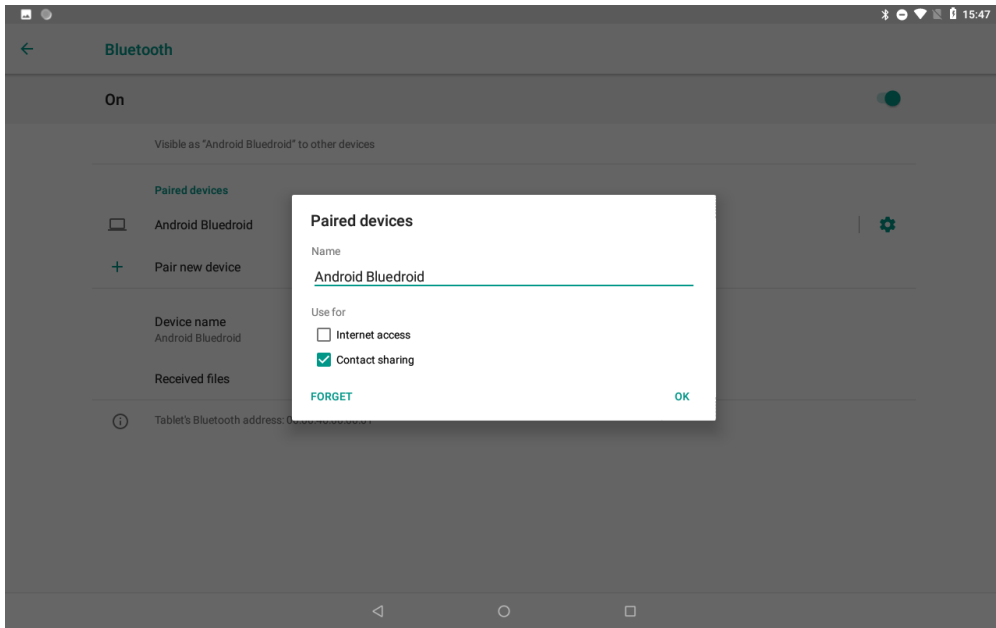 15:47
Bluetooth
On
Visible as "Android Bluedroid" to other devices
Paired devices
Android Bluedroid
Pair new device
Device name
Android Bluedroid
Received files
Tablet's Bluetooth address:
Paired devices
Name
Android Bluedroid
Use for
Internet access
Contact sharing
FORGET
OK